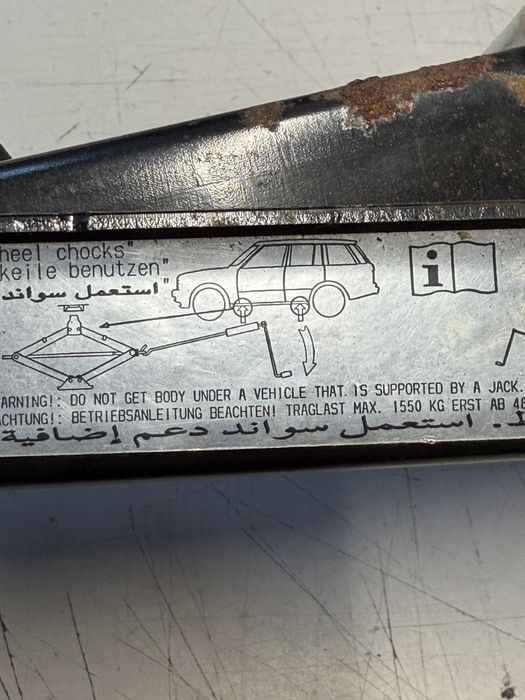 heel chocks"
keile benutzen"
استعمل سواند"
i
ARNING!: DO NOT GET BODY UNDER A VEHICLE THAT. IS SUPPORTED BY A JACK.
ACHTUNG!: BETRIEBSANLEITUNG BEACHTEN! TRAGLAST MAX. 1550 KG ERST AB 48
استعمل سواند دعم إضافية